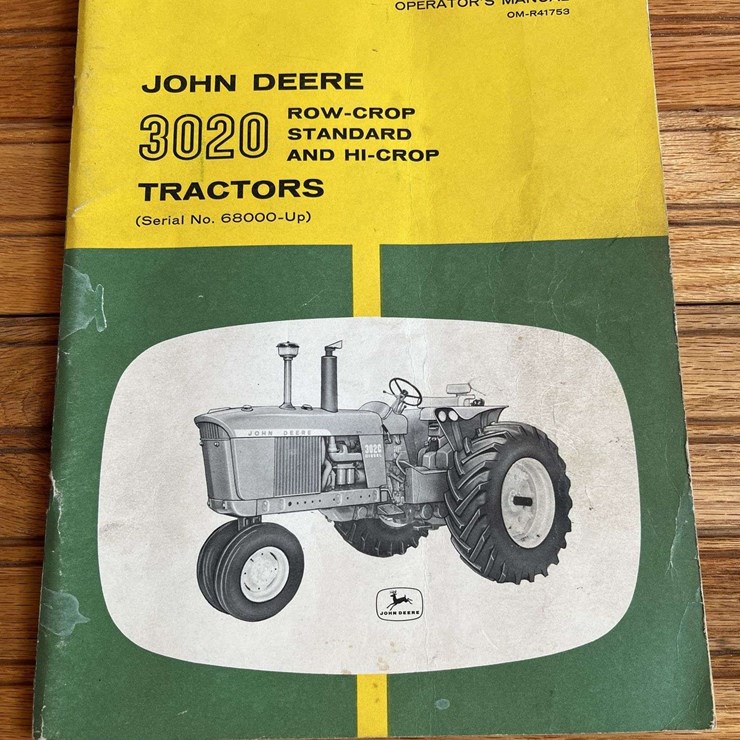 OPERATOR'S MANUAL
OM-R41753
JOHN DEERE
3020
ROW-CROP
STANDARD
AND HI-CROP
TRACTORS
(Serial No. 68000-Up)
JOHN DEERE
3020
DIESEL
JOHN DEERE